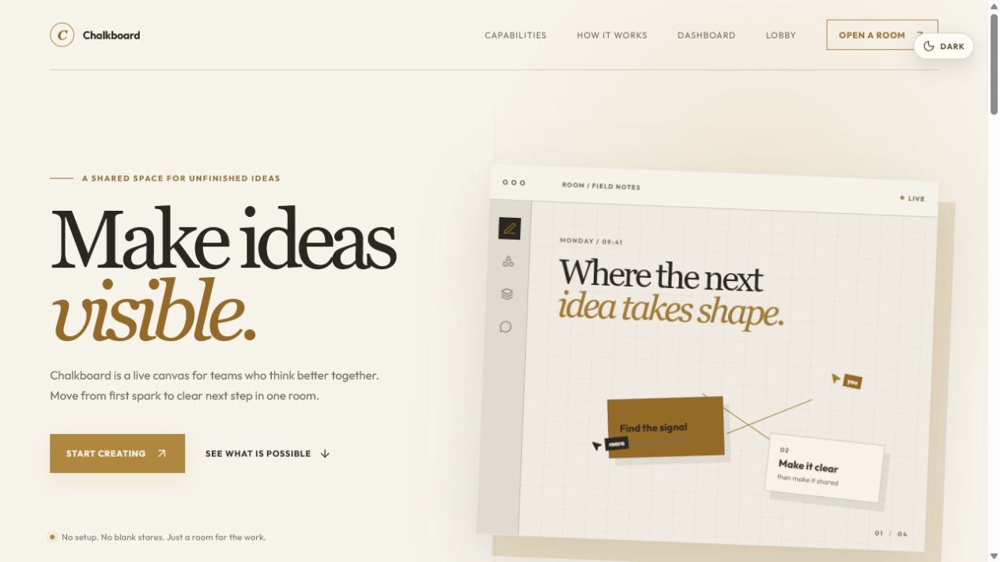 C Chalkboard
CAPABILITIES HOW IT WORKS DASHBOARD LOBBY OPEN A ROOM
DARK
A SHARED SPACE FOR UNFINISHED IDEAS
Make ideas
visible.
Chalkboard is a live canvas for teams who think better together.
Move from first spark to clear next step in one room.
START CREATING SEE WHAT IS POSSIBLE
No setup. No blank stares. Just a room for the work.
ROOM / FIELD NOTES LIVE
MONDAY / 09:41
Where the next
idea takes shape.
you
Find the signal
mara
02
Make it clear
then make it shared
01 / 04